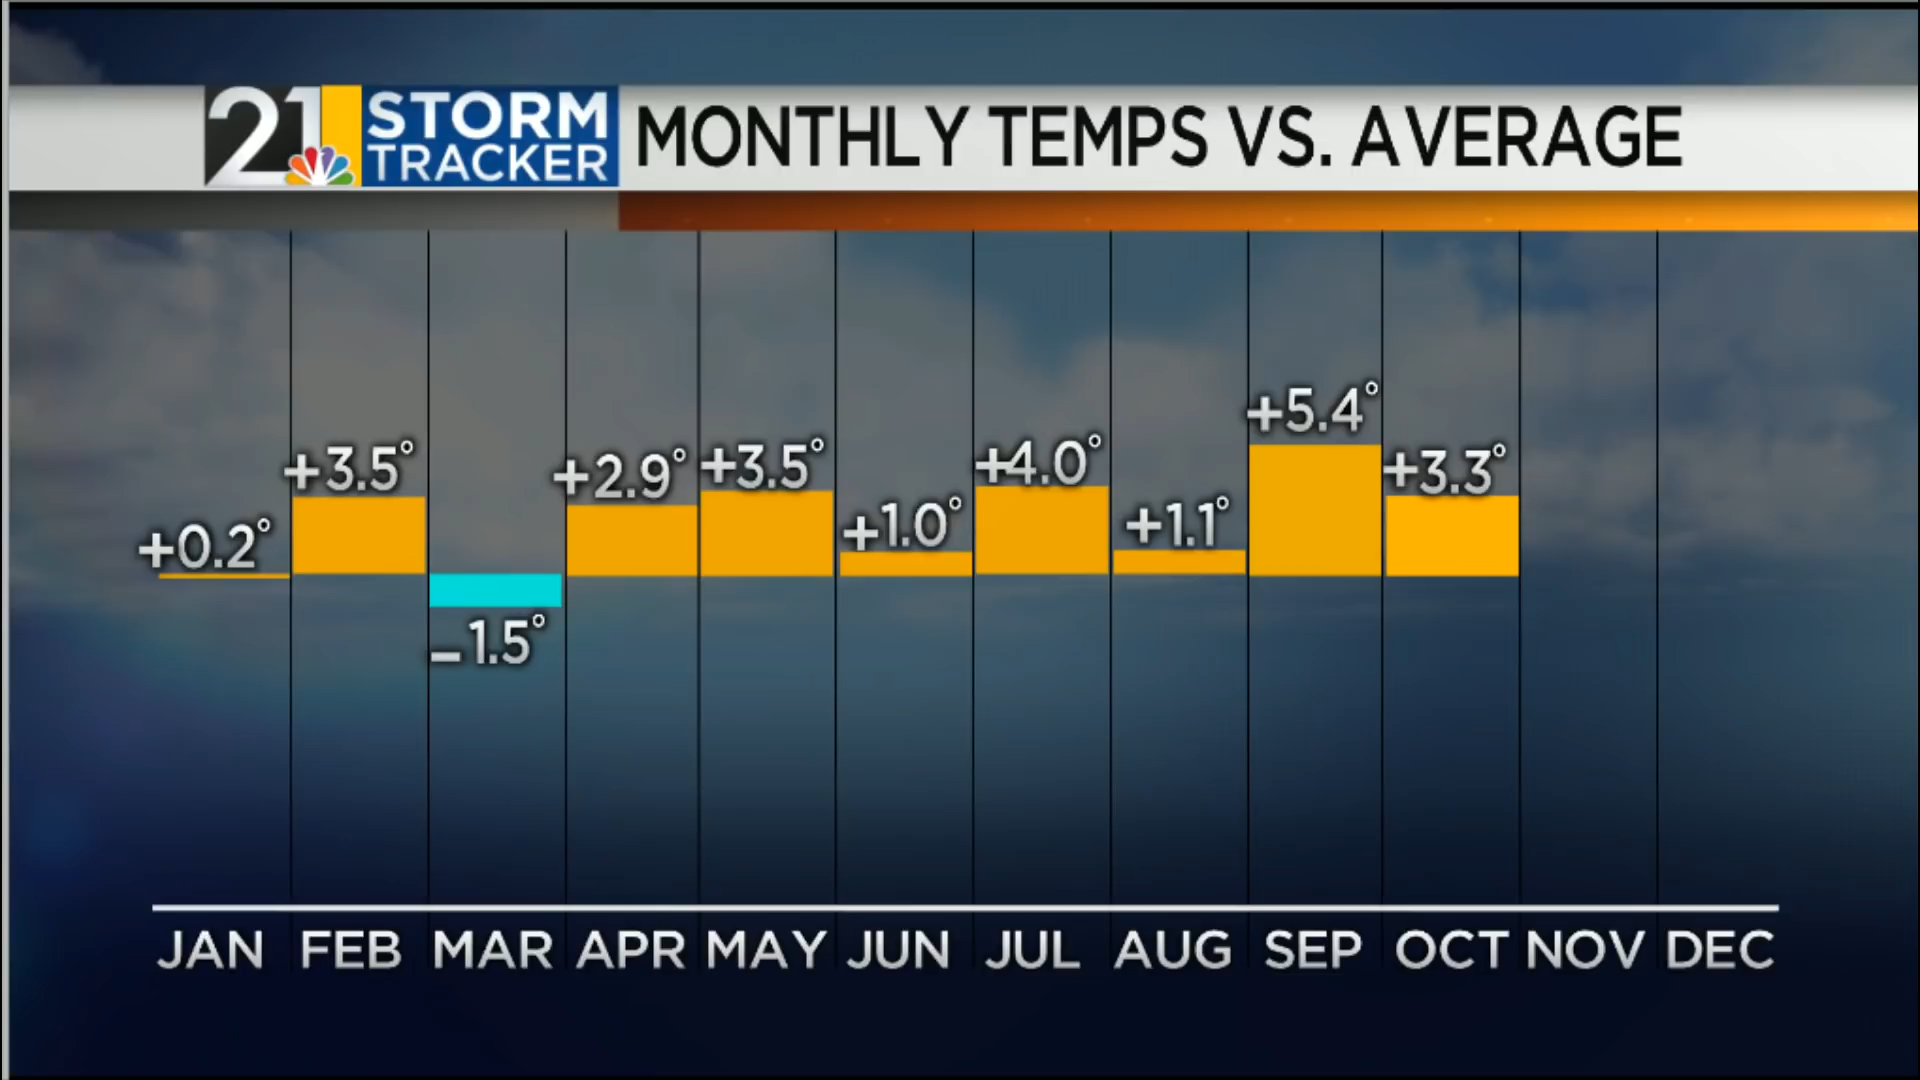 21 STORM TRACKER
MONTHLY TEMPS VS. AVERAGE
+0.2° +3.5° -1.5° +2.9° +3.5° +1.0° +4.0° +1.1° +5.4° +3.3°
JAN FEB MAR APR MAY JUN JUL AUG SEP OCT NOV DEC